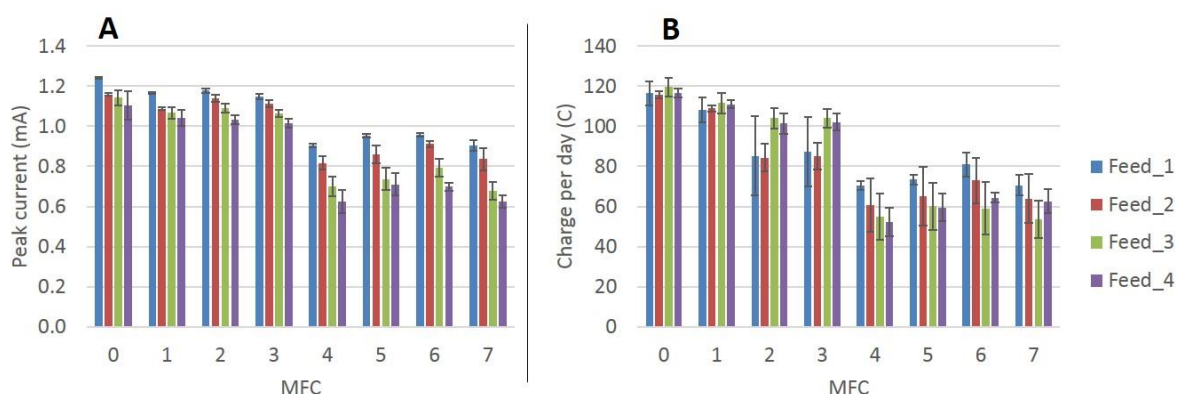 A
Peak current (mA)
1.4
1.2
1.0
0.8
0.6
0.4
0.2
0.0
0 1 2 3 4 5 6 7
MFC
B
Charge per day (C)
140
120
100
80
60
40
20
0
0 1 2 3 4 5 6 7
MFC
Feed_1
Feed_2
Feed_3
Feed_4